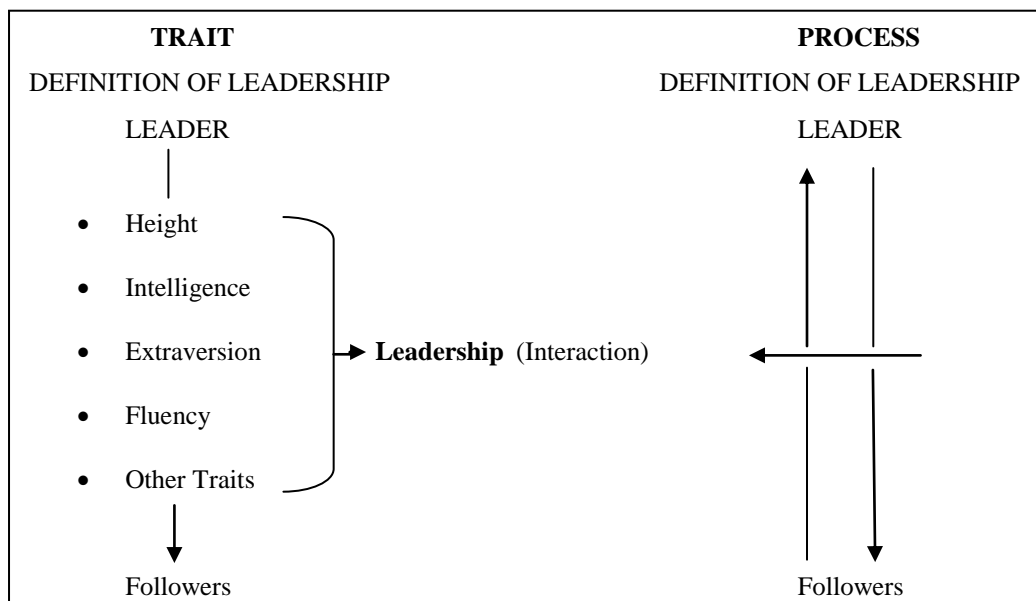 TRAIT
DEFINITION OF LEADERSHIP
LEADER
• Height
• Intelligence
• Extraversion
• Fluency
• Other Traits
Followers
Leadership (Interaction)
PROCESS
DEFINITION OF LEADERSHIP
LEADER
Followers